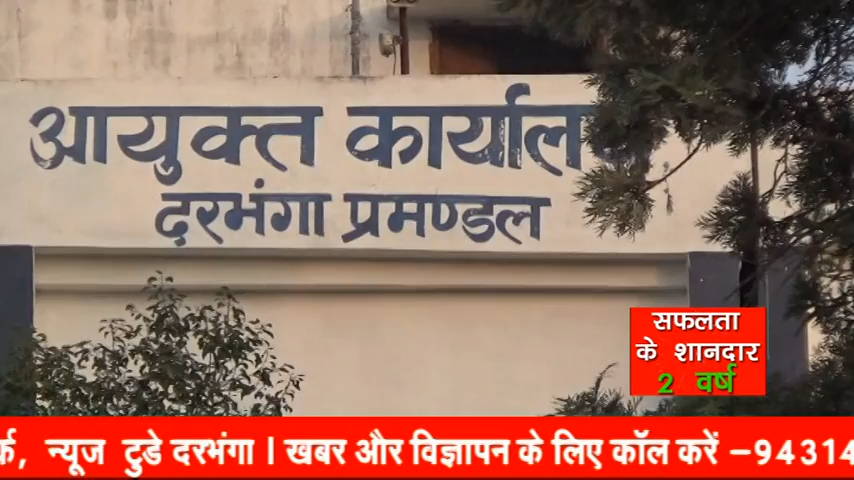 आयुक्त कार्याल
दरभंगा प्रमण्डल
सफलता
के शानदार
2 वर्ष
र्क, न्यूज टुडे दरभंगा । खबर और विज्ञापन के लिए कॉल करें –94314